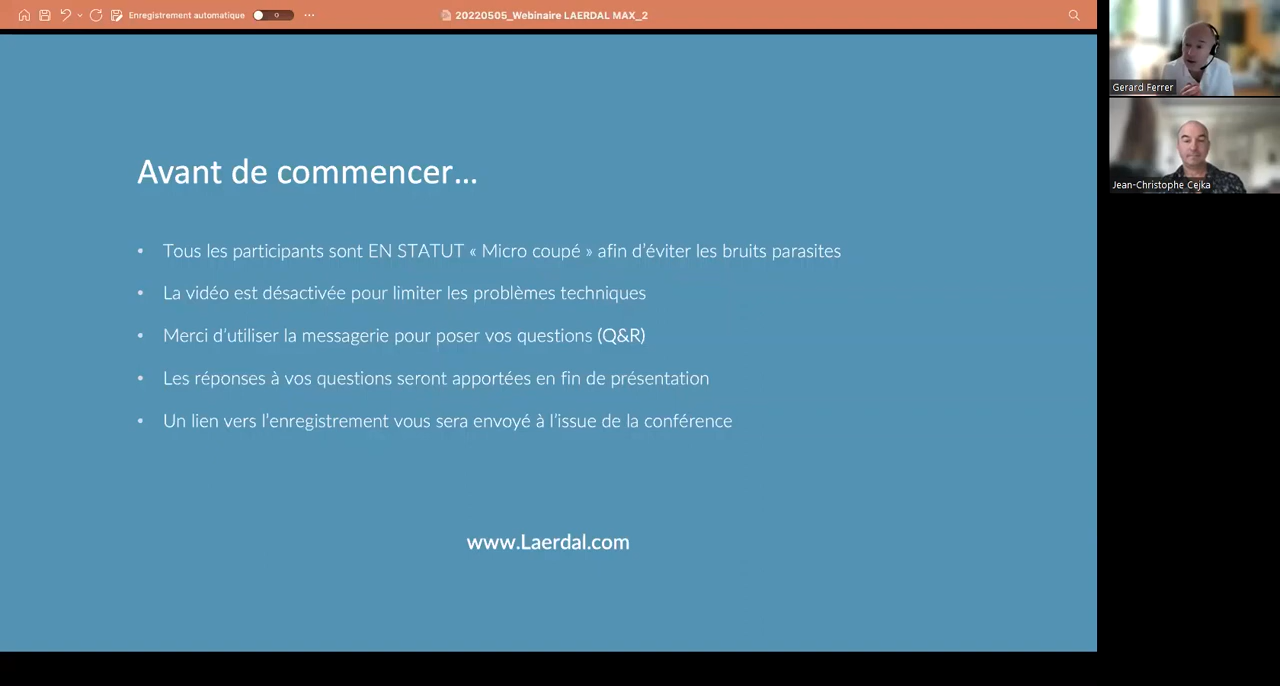 Enregistrement automatique
20220505_Webinaire LAERDAL MAX_2
Gerard Ferrer
Jean-Christophe Cejka
Avant de commencer...
• Tous les participants sont EN STATUT « Micro coupé » afin d'éviter les bruits parasites
• La vidéo est désactivée pour limiter les problèmes techniques
• Merci d'utiliser la messagerie pour poser vos questions (Q&R)
• Les réponses à vos questions seront apportées en fin de présentation
• Un lien vers l'enregistrement vous sera envoyé à l'issue de la conférence
www.Laerdal.com